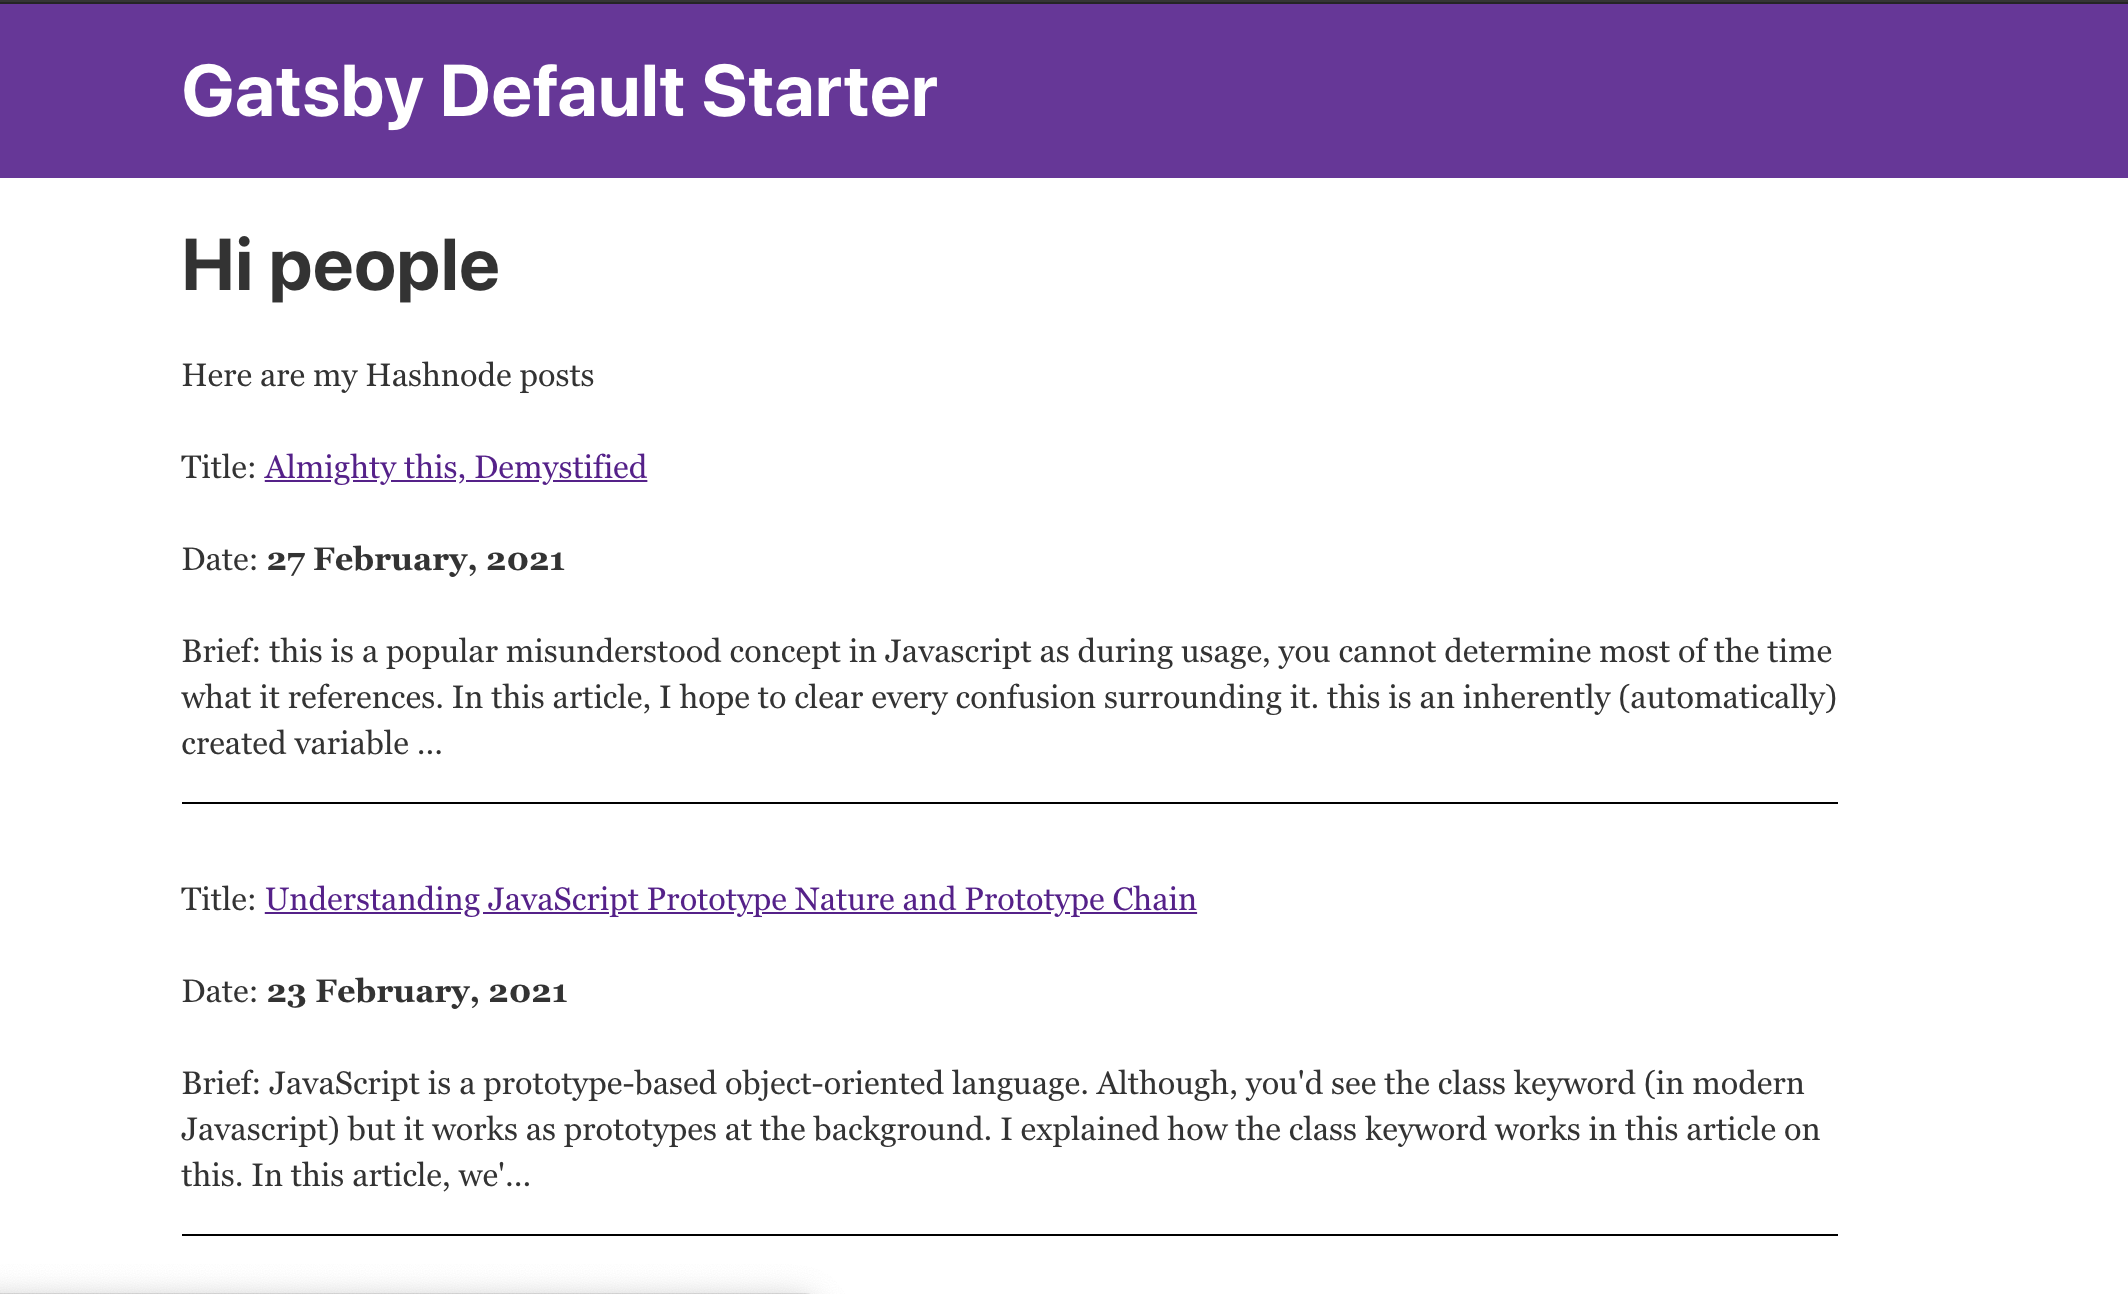 Gatsby Default Starter
Hi people
Here are my Hashnode posts
Title: Almighty this, Demystified
Date: 27 February, 2021
Brief: this is a popular misunderstood concept in Javascript as during usage, you cannot determine most of the time
what it references. In this article, I hope to clear every confusion surrounding it. this is an inherently (automatically)
created variable ...
Title: Understanding JavaScript Prototype Nature and Prototype Chain
Date: 23 February, 2021
Brief: JavaScript is a prototype-based object-oriented language. Although, you'd see the class keyword (in modern
Javascript) but it works as prototypes at the background. I explained how the class keyword works in this article on
this. In this article, we'...